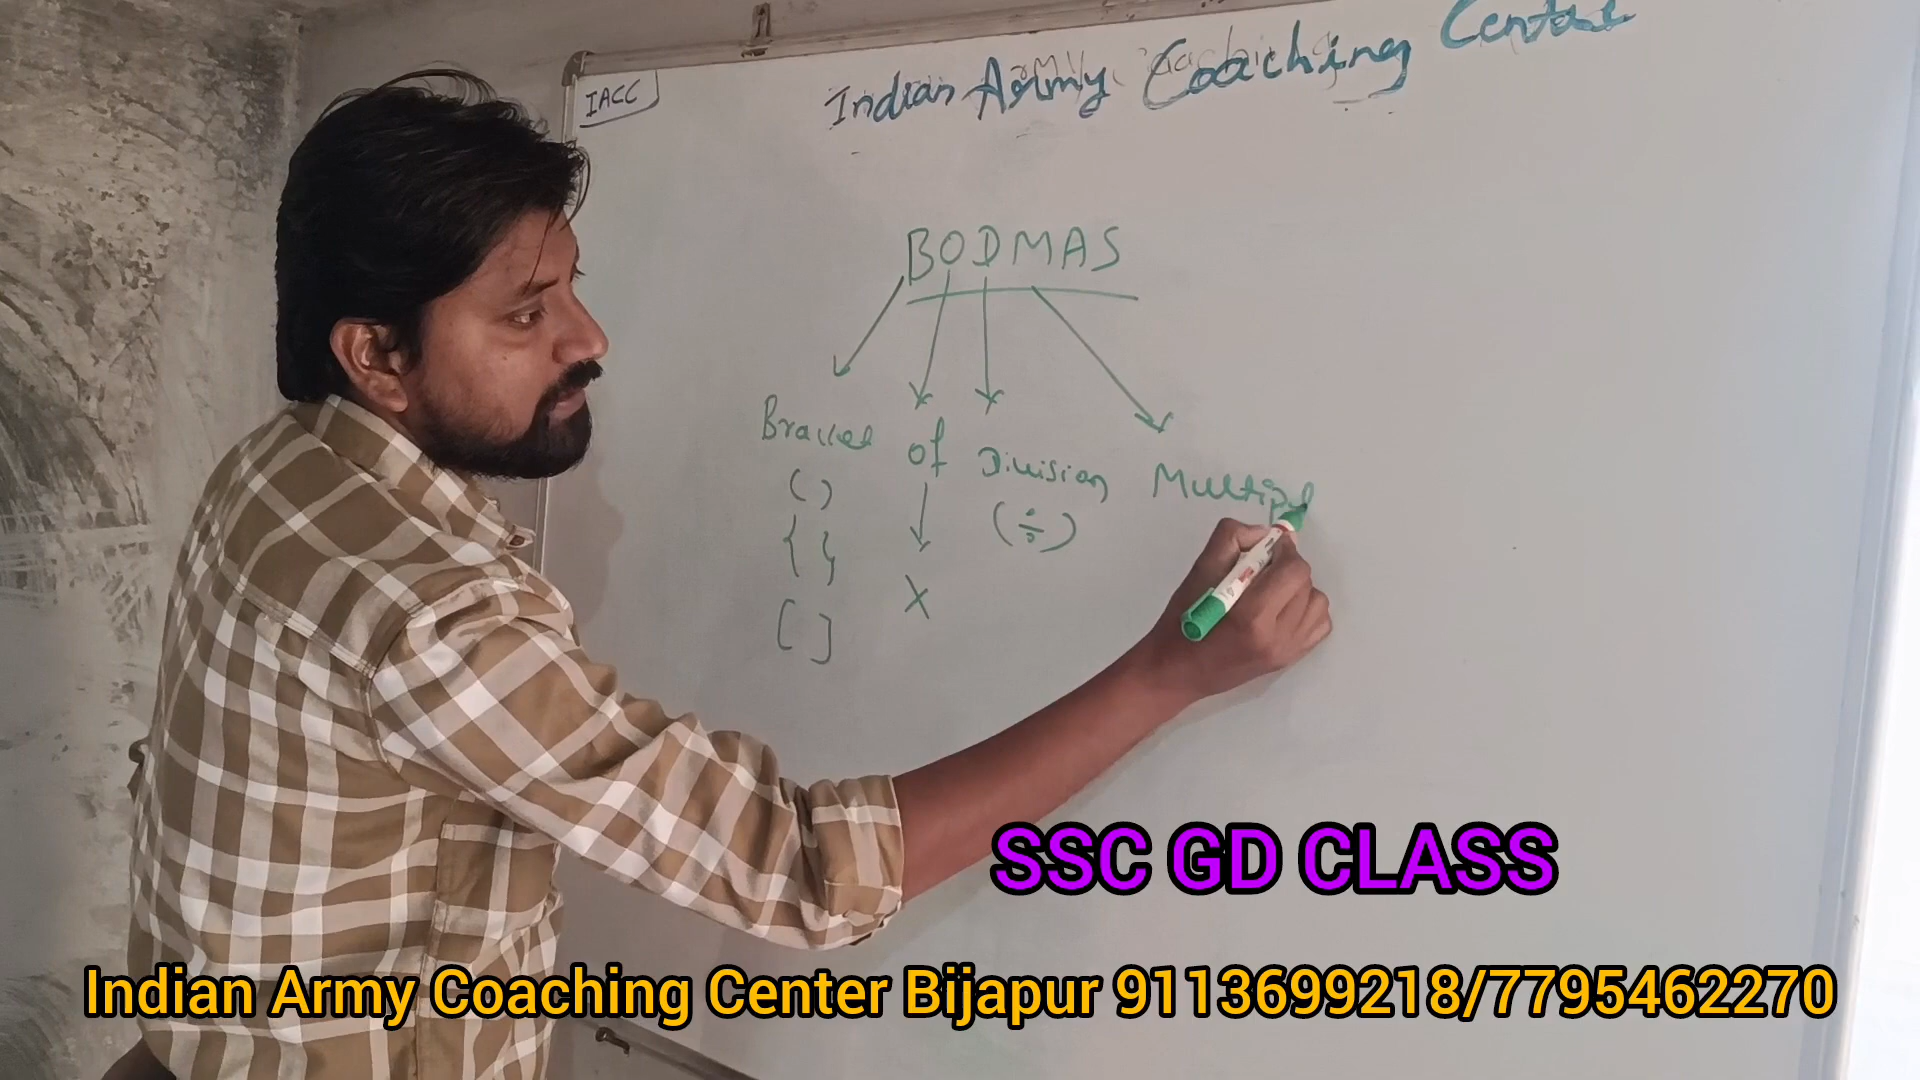 IACC
Indian Army Coaching Center
BODMAS
Bracket of Division Multipl
() (÷)
{ }
X
[ ]
SSC GD CLASS
Indian Army Coaching Center Bijapur 9113699218/7795462270